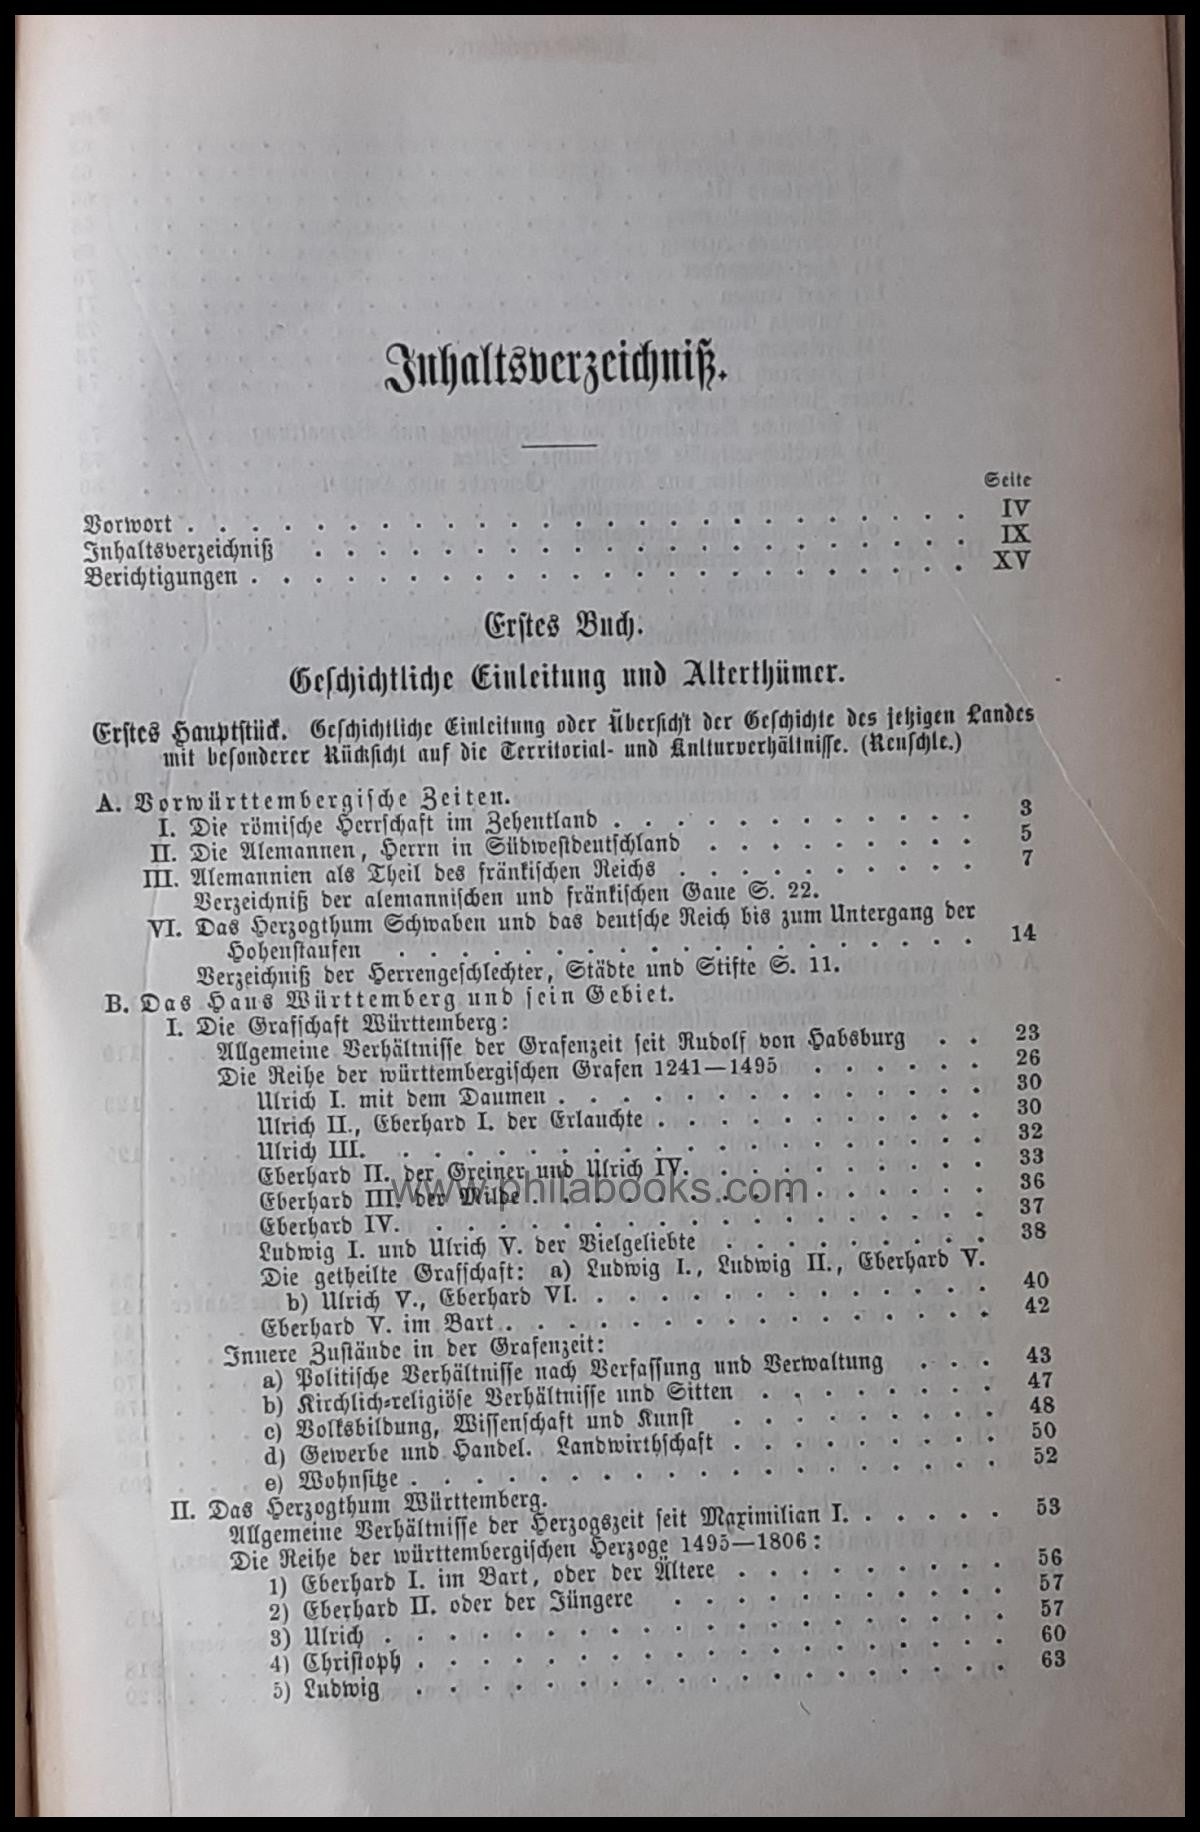 Inhaltsverzeichniß.
Seite
Vorwort . . . . . . . . . . . . . . . . . . . . . . . . . IV
Inhaltsverzeichniß . . . . . . . . . . . . . . . . . . . . . IX
Berichtigungen . . . . . . . . . . . . . . . . . . . . . . . XV
Erstes Buch.
Geschichtliche Einleitung und Alterthümer.
Erstes Hauptstück. Geschichtliche Einleitung oder Übersicht der Geschichte des jetzigen Landes
mit besonderer Rücksicht auf die Territorial- und Kulturverhältnisse. (Reuschle.)
A. Vorwürttembergische Zeiten.
I. Die römische Herrschaft im Zehentland . . . . . . . . . . . . 3
II. Die Alemannen, Herrn in Südwestdeutschland . . . . . . . . . 5
III. Alemannien als Theil des fränkischen Reichs . . . . . . . . . . 7
Verzeichniß der alemannischen und fränkischen Gaue S. 22.
VI. Das Herzogthum Schwaben und das deutsche Reich bis zum Untergang der
Hohenstaufen . . . . . . . . . . . . . . . . . . 14
Verzeichniß der Herrengeschlechter, Städte und Stifte S. 11.
B. Das Haus Württemberg und sein Gebiet.
I. Die Grafschaft Württemberg:
Allgemeine Verhältnisse der Grafenzeit seit Rudolf von Habsburg . . 23
Die Reihe der württembergischen Grafen 1241—1495 . . . . . . 26
Ulrich I. mit dem Daumen . . . . . . . . . . . . . . 30
Ulrich II., Eberhard I. der Erlauchte . . . . . . . . . . . 30
Ulrich III. . . . . . . . . . . . . . . . . . . . 32
Eberhard II. der Greiner und Ulrich IV. . . . . . . . . . . 33
Eberhard III. der Milde . . . . . . . . . . . . . . 36
www.philabooks.com
Eberhard IV. . . . . . . . . . . . . . . . . . . . 37
Ludwig I. und Ulrich V. der Vielgeliebte . . . . . . . . . 38
Die getheilte Grafschaft: a) Ludwig I., Ludwig II., Eberhard V.
b) Ulrich V., Eberhard VI. . . . . . . . . . . . . . 40
Eberhard V. im Bart . . . . . . . . . . . . . . . . 42
Innere Zustände in der Grafenzeit:
a) Politische Verhältnisse nach Verfassung und Verwaltung . . . 43
b) Kirchlich-religiöse Verhältnisse und Sitten . . . . . . . . 47
c) Volksbildung, Wissenschaft und Kunst . . . . . . . . . 48
d) Gewerbe und Handel. Landwirthschaft . . . . . . . . . 50
e) Wohnsitze . . . . . . . . . . . . . . . . . . . 52
II. Das Herzogthum Württemberg.
Allgemeine Verhältnisse der Herzogszeit seit Maximilian I. . . . . . 53
Die Reihe der württembergischen Herzoge 1495—1806:
1) Eberhard I. im Bart, oder der Ältere . . . . . . . . . 56
2) Eberhard II. oder der Jüngere . . . . . . . . . . . 57
3) Ulrich . . . . . . . . . . . . . . . . . . . . 57
4) Christoph . . . . . . . . . . . . . . . . . . . 60
5) Ludwig . . . . . . . . . . . . . . . . . . . 63